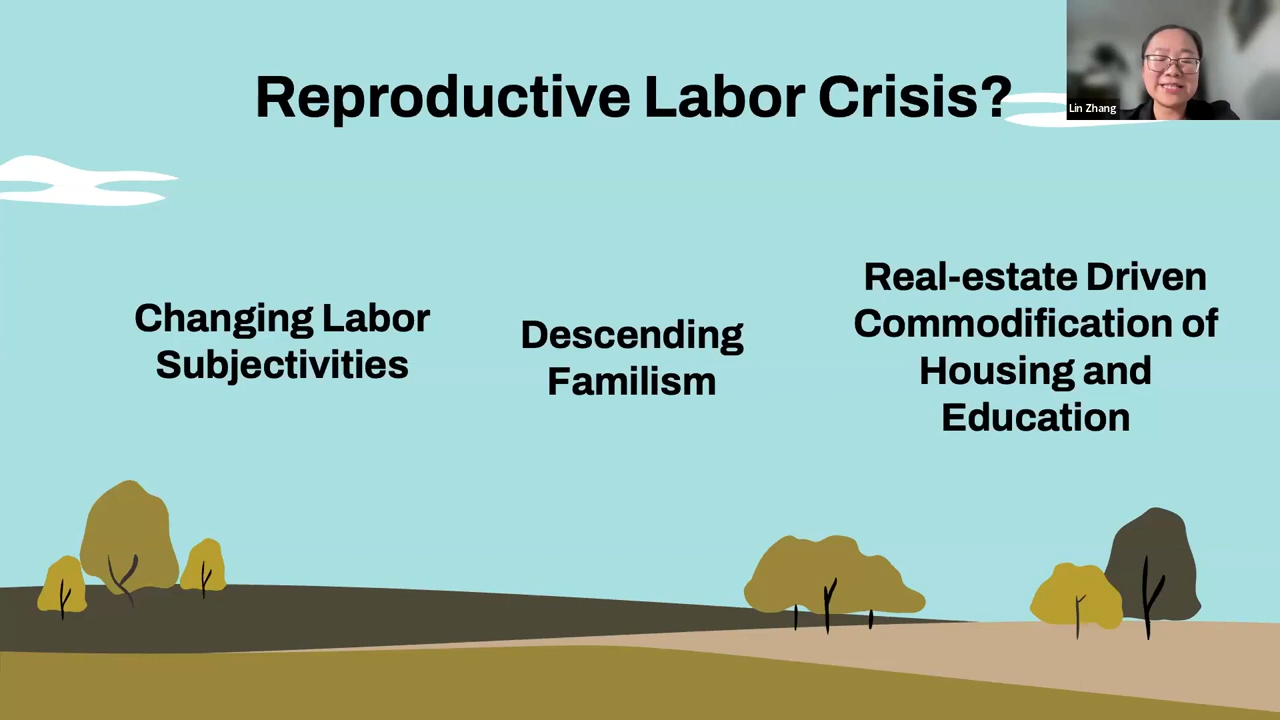 Reproductive Labor Crisis?
Lin Zhang
Changing Labor
Subjectivities
Descending
Familism
Real-estate Driven
Commodification of
Housing and
Education